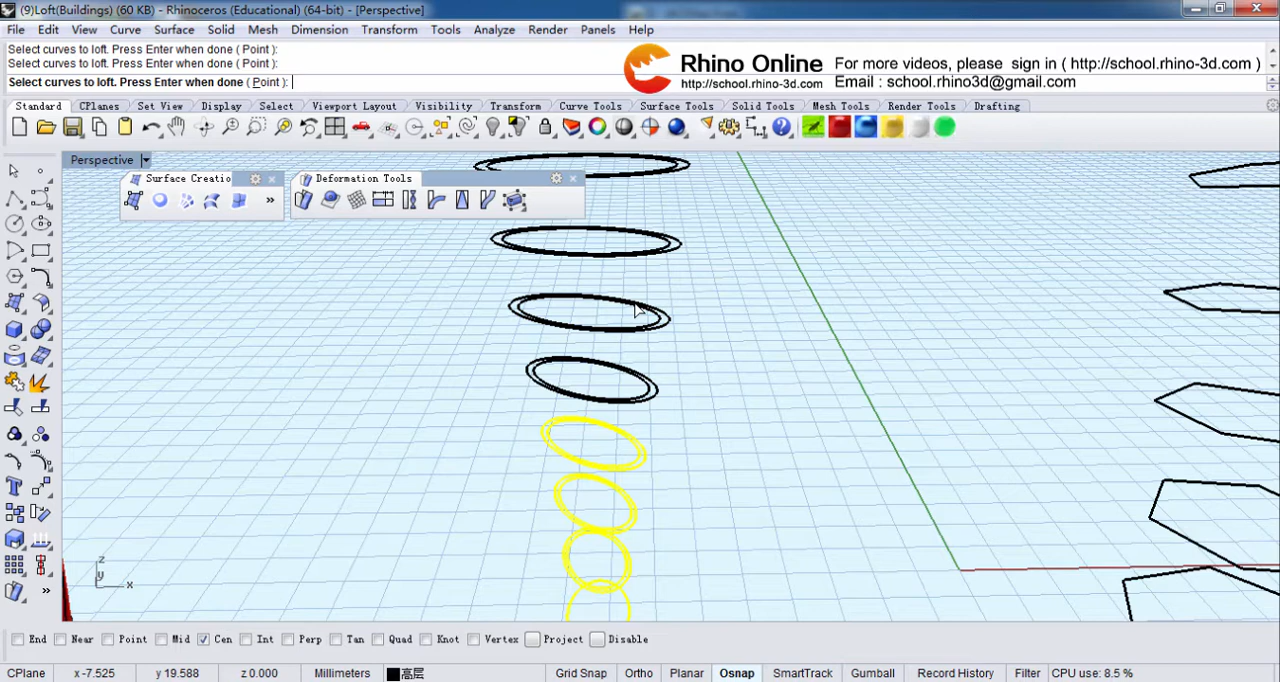 (9)Loft(Buildings) (60 KB) - Rhinoceros (Educational) (64-bit) - [Perspective]
File Edit View Curve Surface Solid Mesh Dimension Transform Tools Analyze Render Panels Help
Select curves to loft. Press Enter when done ( Point ):
Select curves to loft. Press Enter when done ( Point ):
Select curves to loft. Press Enter when done ( Point ):
Rhino Online
http://school.rhino-3d.com
For more videos, please sign in ( http://school.rhino-3d.com )
Email : school.rhino3d@gmail.com
Standard CPlanes Set View Display Select Viewport Layout Visibility Transform Curve Tools Surface Tools Solid Tools Mesh Tools Render Tools Drafting
Perspective
Surface Creatio
Deformation Tools
z
y
x
End Near Point Mid Cen Int Perp Tan Quad Knot Vertex Project Disable
CPlane x -7.525 y 19.588 z 0.000 Millimeters 高层 Grid Snap Ortho Planar Osnap SmartTrack Gumball Record History Filter CPU use: 8.5 %